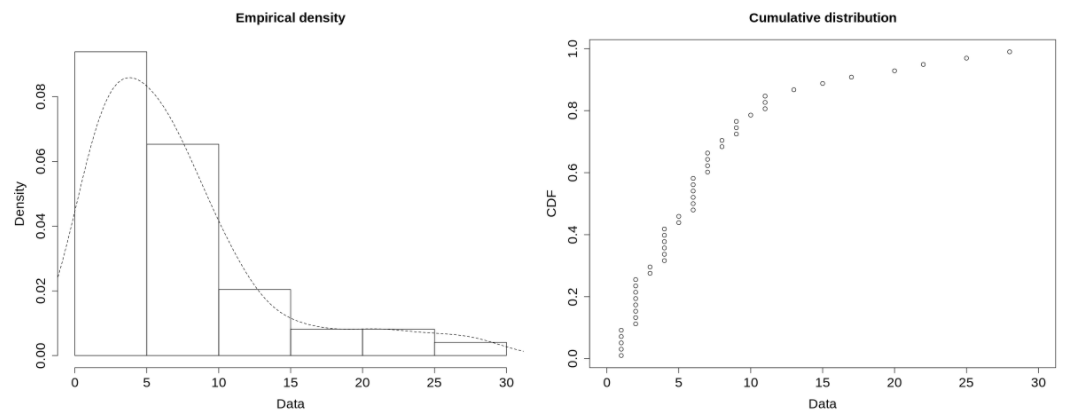 Empirical density
Density
0.00
0.02
0.04
0.06
0.08
0 5 10 15 20 25 30
Data
Cumulative distribution
CDF
0.0
0.2
0.4
0.6
0.8
1.0
0 5 10 15 20 25 30
Data